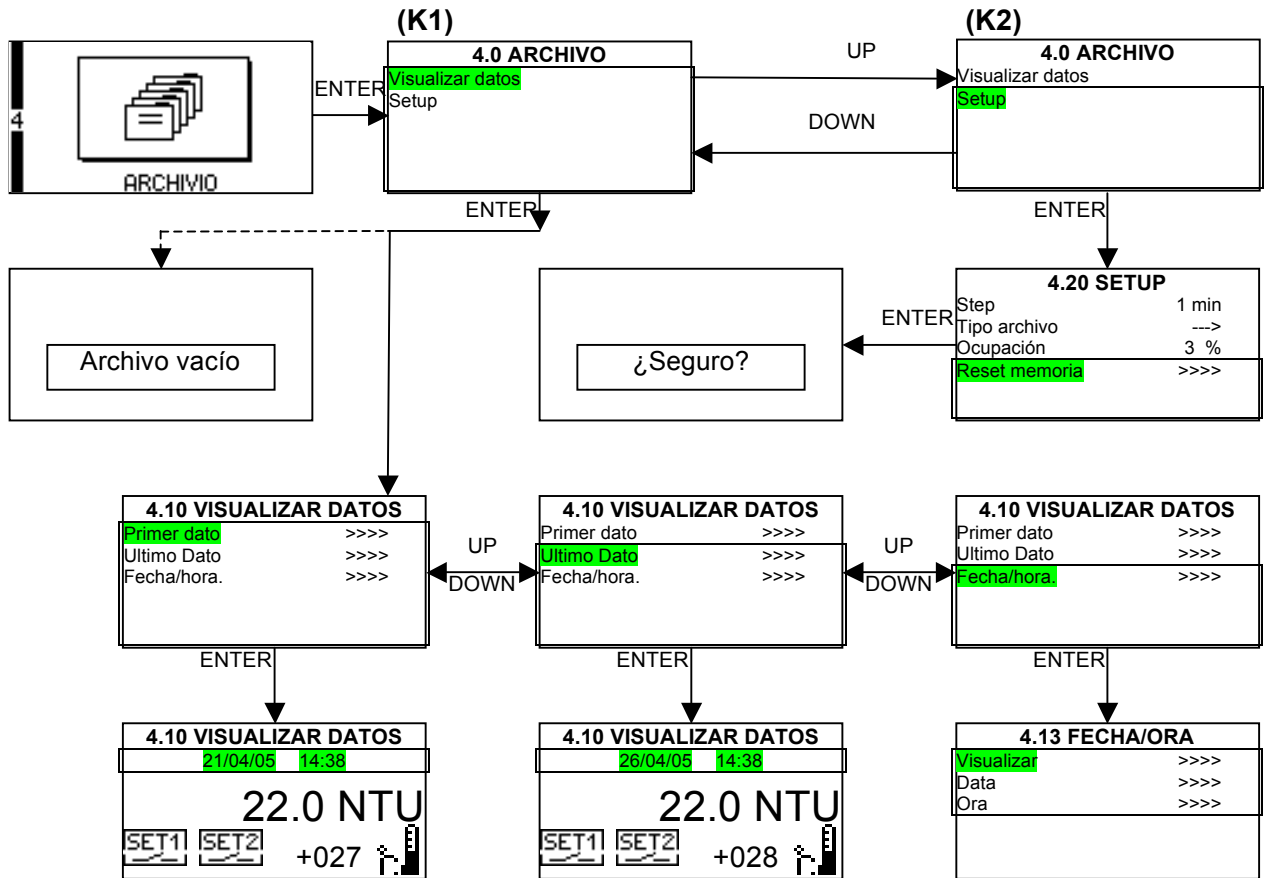 (K1)
(K2)
4
ARCHIVIO
ENTER
4.0 ARCHIVO
Visualizar datos
Setup
UP
DOWN
4.0 ARCHIVO
Visualizar datos
Setup
ENTER
ENTER
Archivo vacío
¿Seguro?
ENTER
4.20 SETUP
Step 1 min
Tipo archivo --->
Ocupación 3 %
Reset memoria >>>>
4.10 VISUALIZAR DATOS
Primer dato >>>>
Ultimo Dato >>>>
Fecha/hora. >>>>
UP
DOWN
4.10 VISUALIZAR DATOS
Primer dato >>>>
Ultimo Dato >>>>
Fecha/hora. >>>>
UP
DOWN
4.10 VISUALIZAR DATOS
Primer dato >>>>
Ultimo Dato >>>>
Fecha/hora. >>>>
ENTER
ENTER
ENTER
4.10 VISUALIZAR DATOS
21/04/05 14:38
22.0 NTU
SET1 SET2 +027
4.10 VISUALIZAR DATOS
26/04/05 14:38
22.0 NTU
SET1 SET2 +028
4.13 FECHA/ORA
Visualizar >>>>
Data >>>>
Ora >>>>